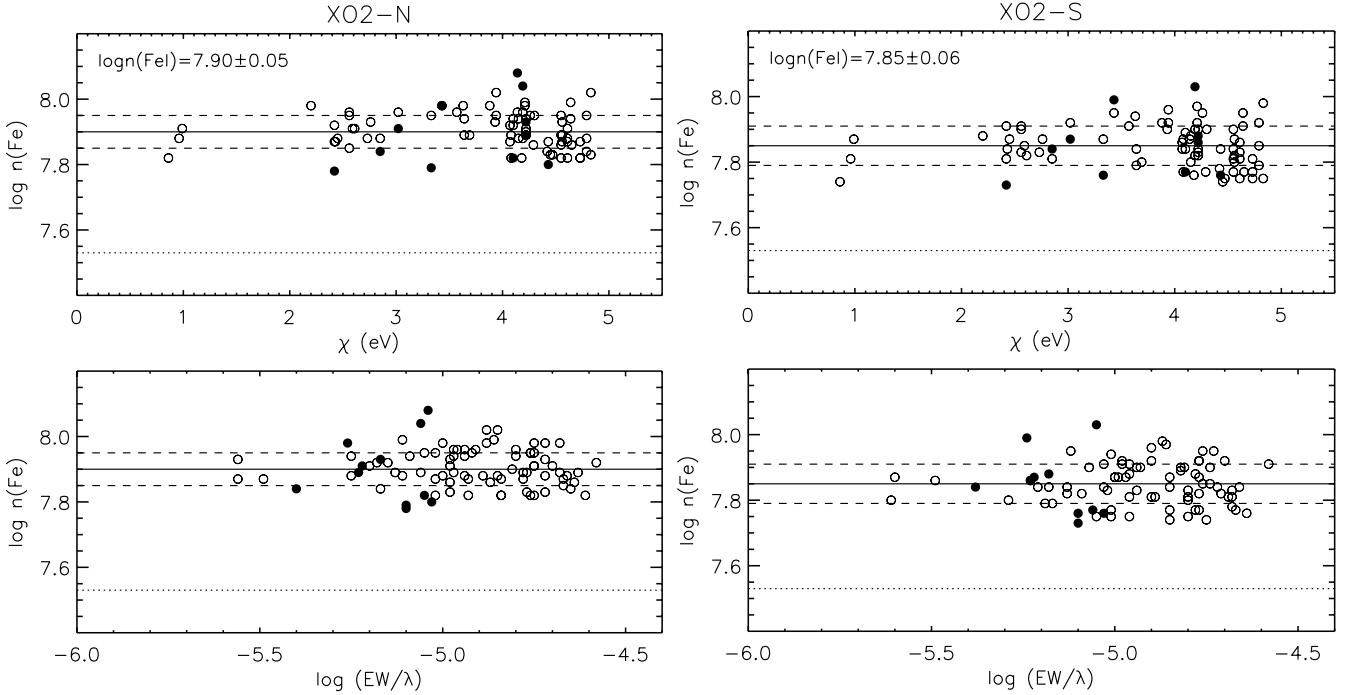 XO2-N
XO2-S
logn(FeI)=7.90±0.05
logn(FeI)=7.85±0.06
log n(Fe)
8.0
7.8
7.6
0 1 2 3 4 5
χ (eV)
log n(Fe)
8.0
7.8
7.6
0 1 2 3 4 5
χ (eV)
log n(Fe)
8.0
7.8
7.6
-6.0 -5.5 -5.0 -4.5
log (EW/λ)
log n(Fe)
8.0
7.8
7.6
-6.0 -5.5 -5.0 -4.5
log (EW/λ)